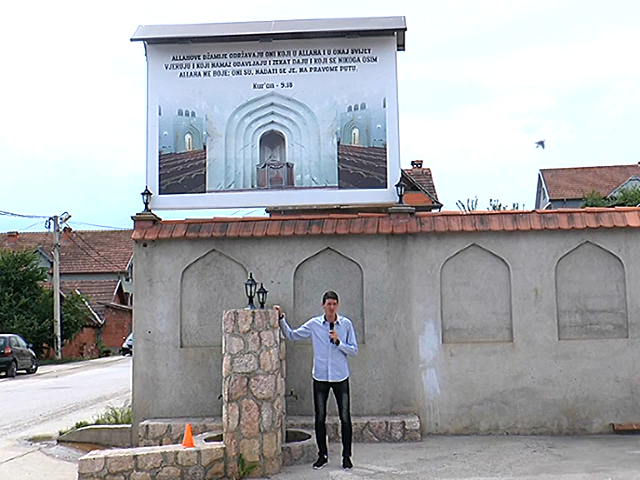 ALLAHOVE DŽAMIJE ODRŽAVAJU ONI KOJI U ALLAHA I U ONAJ SVIJET
VJERUJU I KOJI NAMAZ OBAVLJAJU I ZEKAT DAJU I KOJI SE NIKOGA OSIM
ALLAHA NE BOJE; ONI SU, NADATI SE JE, NA PRAVOME PUTU.
Kur'an - 9.18